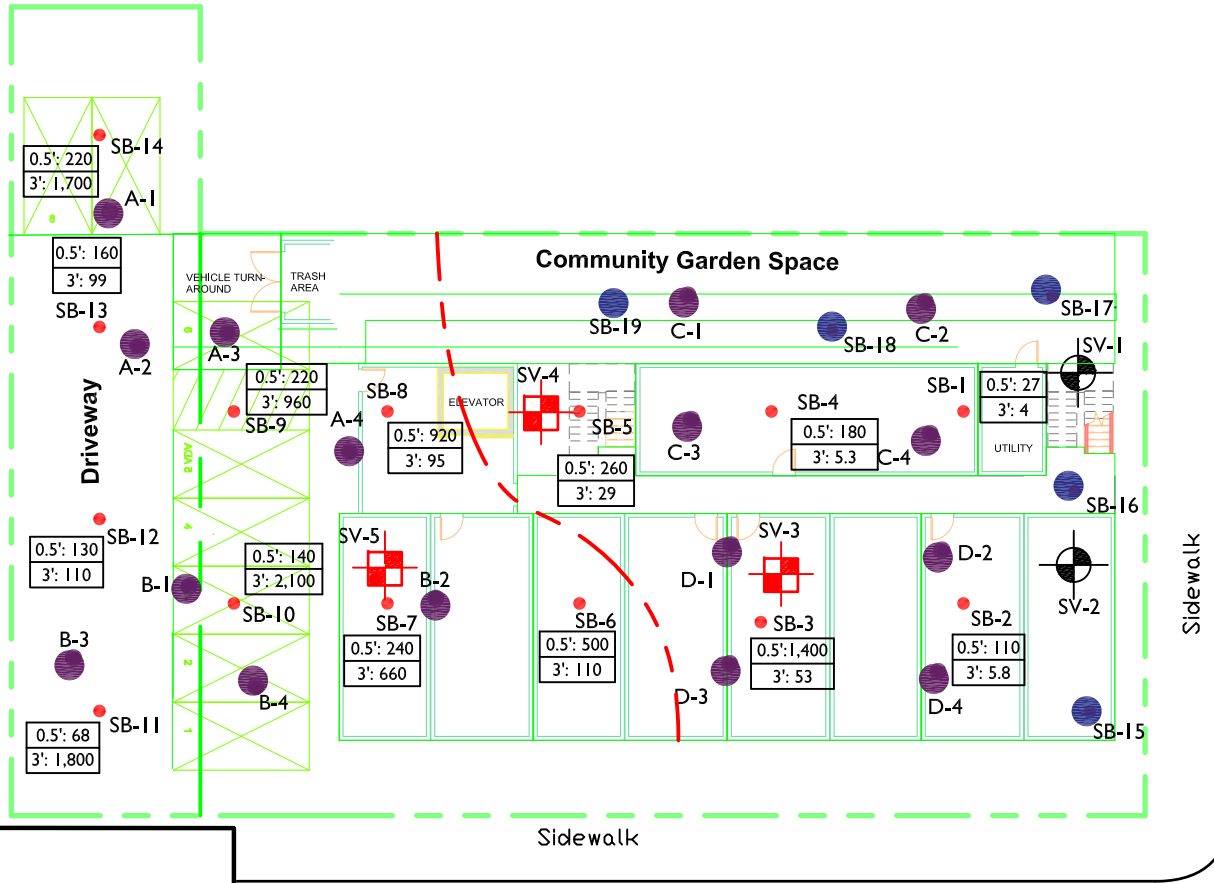 SB-14
0.5': 220
3': 1,700
A-1
8
0.5': 160
3': 99
SB-13
A-2
VEHICLE TURN-
AROUND
TRASH
AREA
Community Garden Space
6
A-3
SB-19
C-1
SB-18
C-2
SB-17
SV-1
Driveway
0.5': 220
3': 960
SB-9
A-4
SB-8
ELEVATOR
0.5': 920
3': 95
SV-4
SB-5
0.5': 260
3': 29
C-3
SB-4
0.5': 180
3': 5.3
C-4
SB-1
0.5': 27
3': 4
UTILITY
SB-16
ADA 5
4
SB-12
0.5': 130
3': 110
B-1
0.5': 140
3': 2,100
SB-10
SV-5
B-2
SB-7
0.5': 240
3': 660
SB-6
0.5': 500
3': 110
D-1
SV-3
SB-3
0.5':1,400
3': 53
D-2
SB-2
0.5': 110
3': 5.8
SV-2
B-3
2
B-4
D-3
D-4
SB-15
SB-11
0.5': 68
3': 1,800
1
Sidewalk
Sidewalk